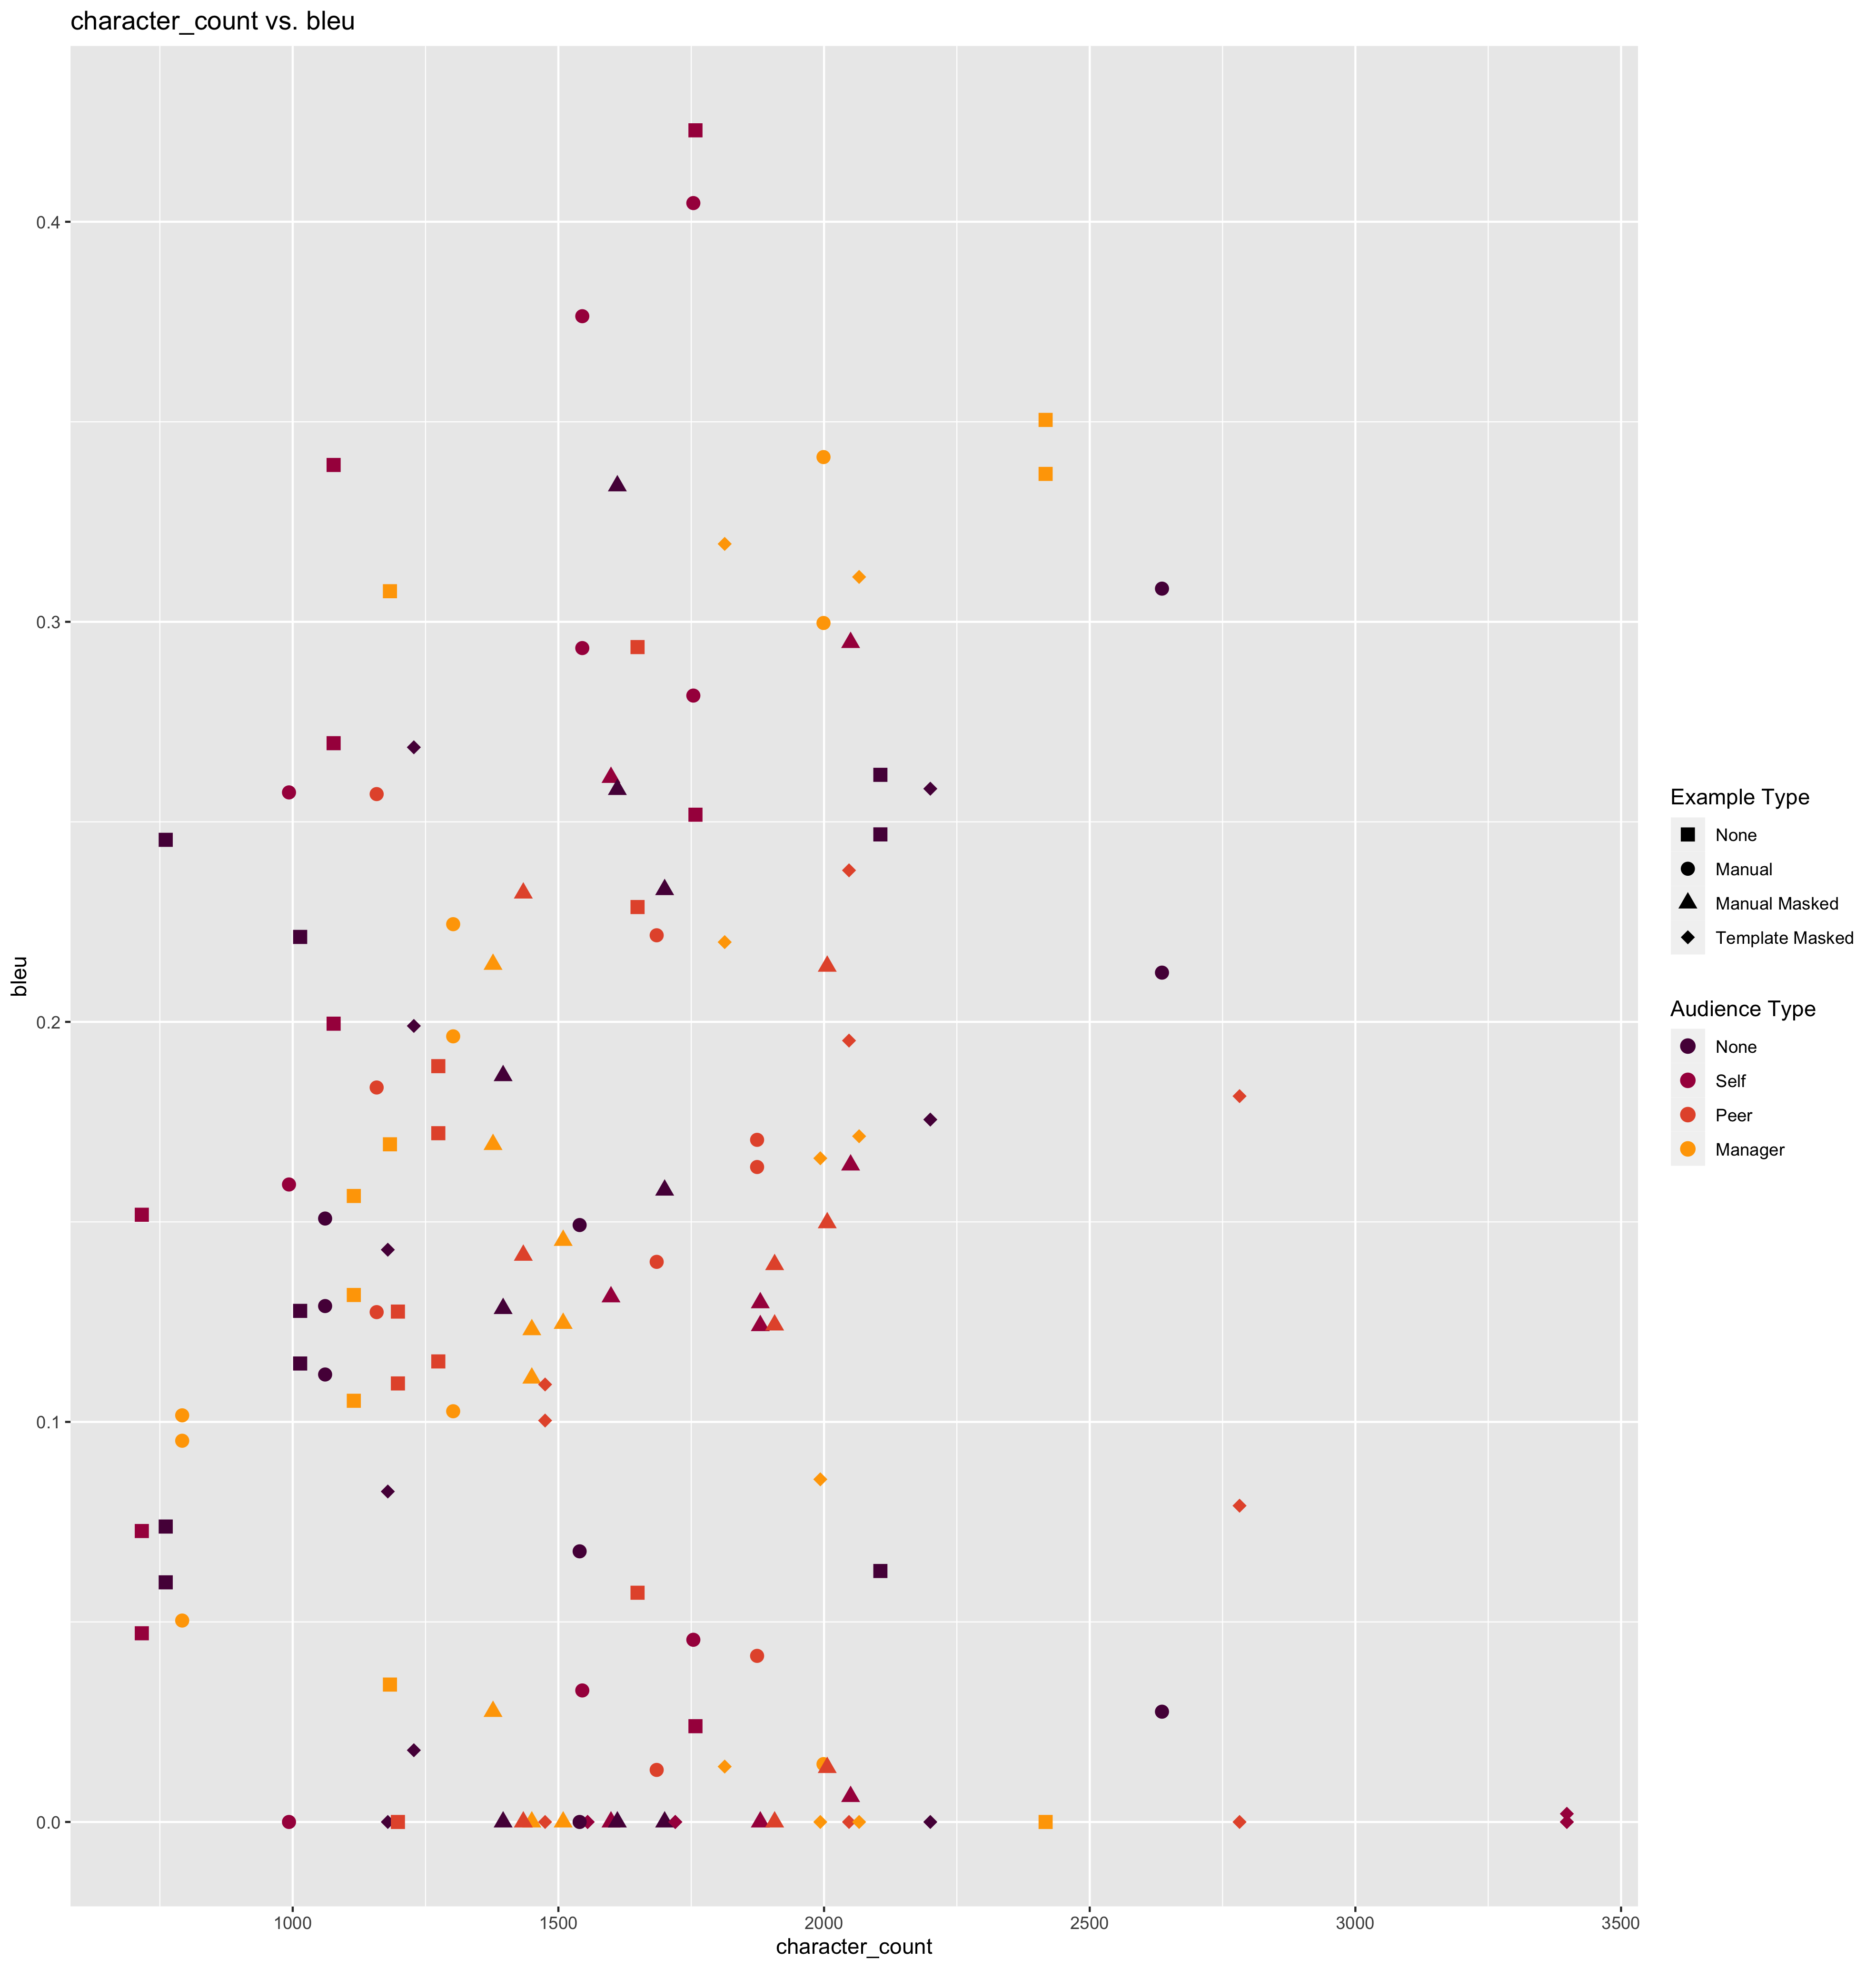 character_count vs. bleu
bleu
0.4
0.3
0.2
0.1
0.0
1000 1500 2000 2500 3000 3500
character_count
Example Type
None
Manual
Manual Masked
Template Masked
Audience Type
None
Self
Peer
Manager